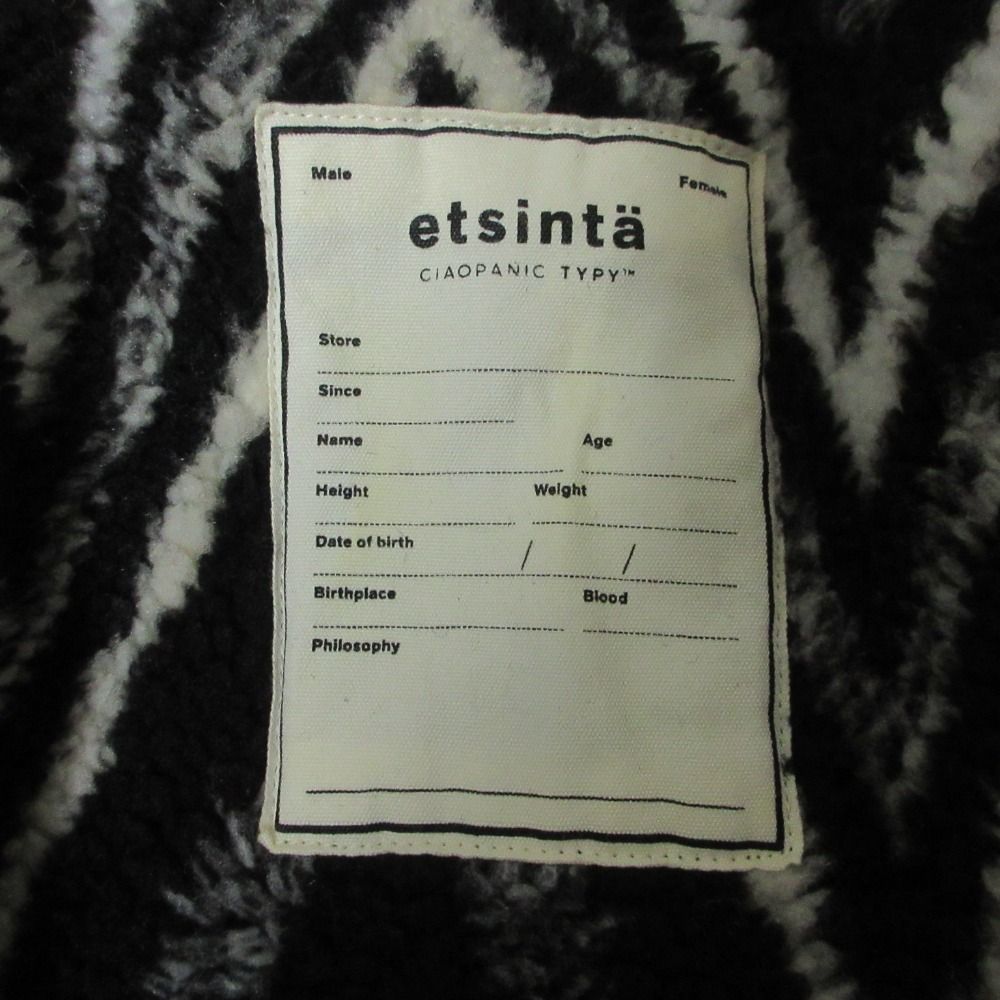 Male Female
etsintä
CIAOPANIC TYPY™
Store
Since
Name Age
Height Weight
Date of birth / /
Birthplace Blood
Philosophy